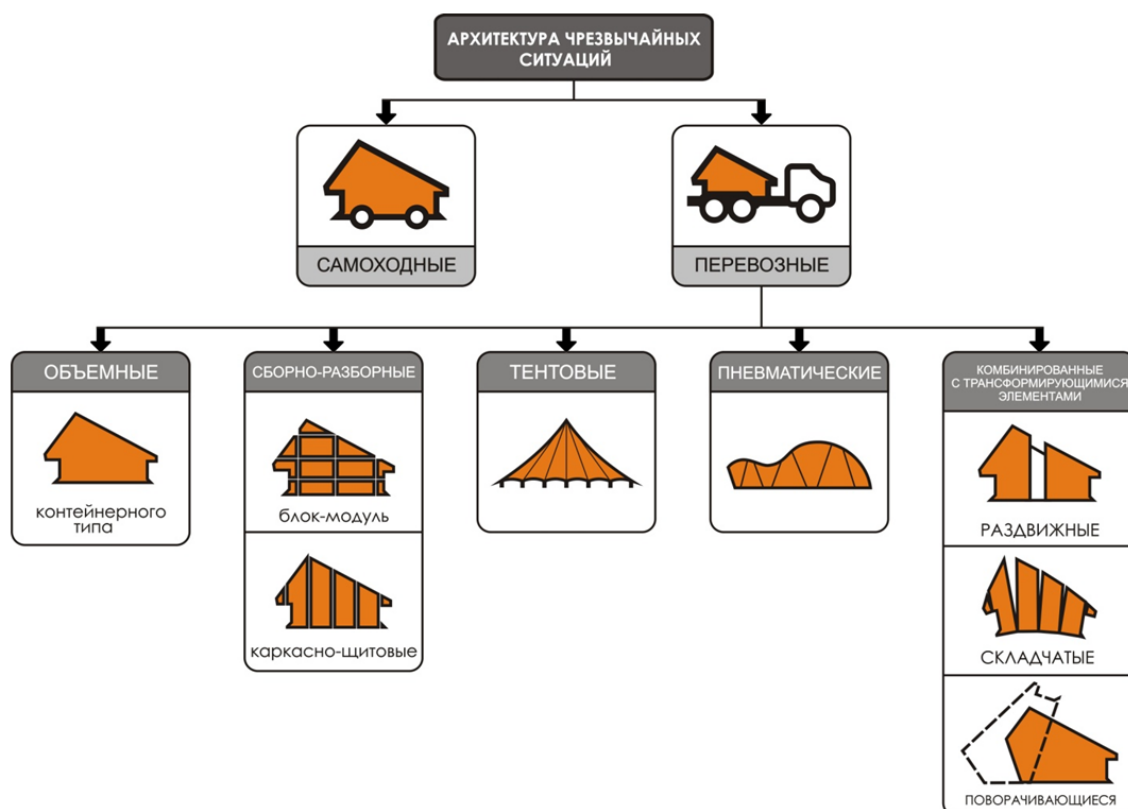 АРХИТЕКТУРА ЧРЕЗВЫЧАЙНЫХ
СИТУАЦИЙ
САМОХОДНЫЕ
ПЕРЕВОЗНЫЕ
ОБЪЕМНЫЕ
контейнерного
типа
СБОРНО-РАЗБОРНЫЕ
блок-модуль
каркасно-щитовые
ТЕНТОВЫЕ
ПНЕВМАТИЧЕСКИЕ
КОМБИНИРОВАННЫЕ
С ТРАНСФОРМИРУЮЩИМИСЯ
ЭЛЕМЕНТАМИ
РАЗДВИЖНЫЕ
СКЛАДЧАТЫЕ
ПОВОРАЧИВАЮЩИЕСЯ